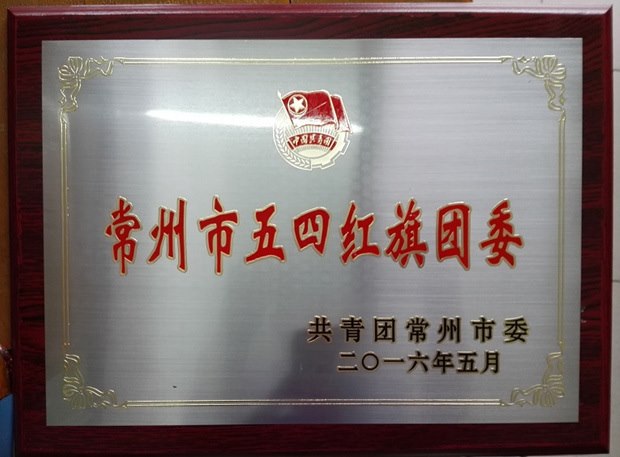 中国共青团
常州市五四红旗团委
共青团常州市委
二〇一六年五月